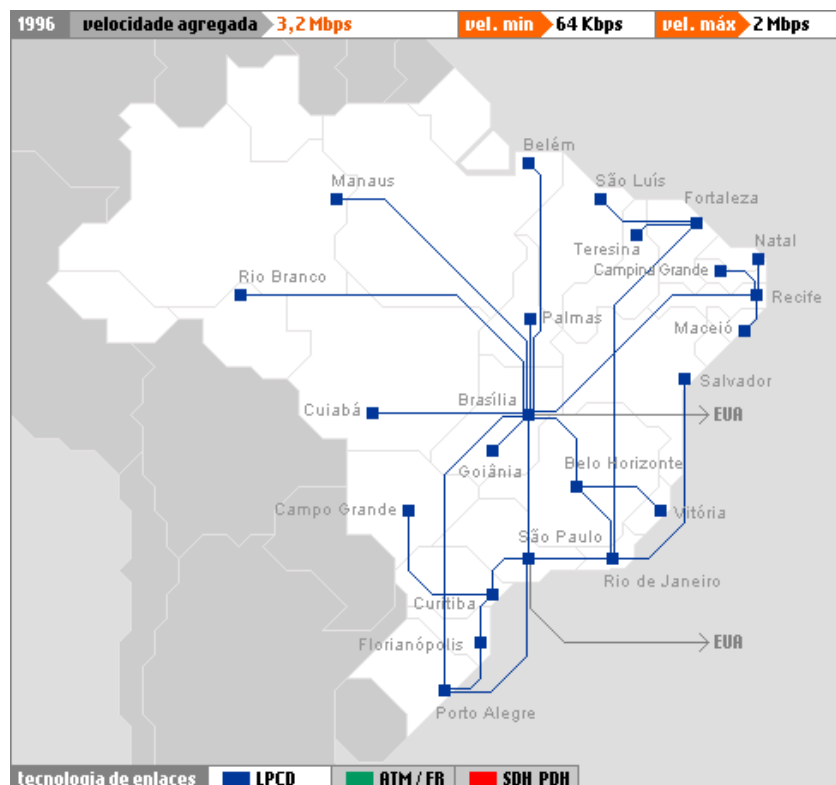 1996 velocidade agregada 3,2 Mbps vel. min 64 Kbps vel. máx 2 Mbps
Belém
Manaus
São Luís
Fortaleza
Teresina
Natal
Campina Grande
Rio Branco
Recife
Palmas
Maceió
Salvador
Brasília
Cuiabá
EUA
Goiânia
Belo Horizonte
Campo Grande
Vitória
São Paulo
Rio de Janeiro
Curitiba
Florianópolis
EUA
Porto Alegre
tecnologia de enlaces LPCD ATM / FR SDH PDH